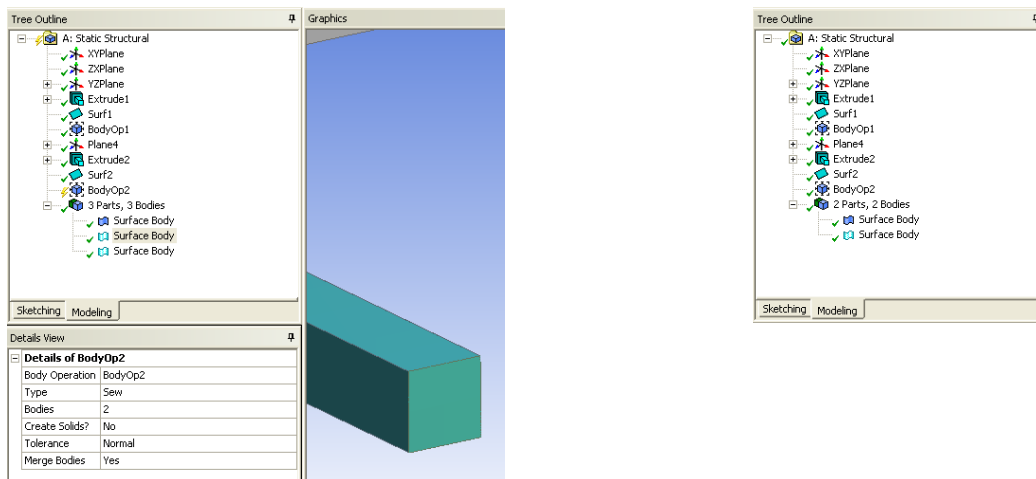 Tree Outline
A: Static Structural
XYPlane
ZXPlane
YZPlane
Extrude1
Surf1
BodyOp1
Plane4
Extrude2
Surf2
BodyOp2
3 Parts, 3 Bodies
Surface Body
Surface Body
Surface Body
Sketching Modeling
Details View
Details of BodyOp2
Body Operation BodyOp2
Type Sew
Bodies 2
Create Solids? No
Tolerance Normal
Merge Bodies Yes
Graphics
Tree Outline
A: Static Structural
XYPlane
ZXPlane
YZPlane
Extrude1
Surf1
BodyOp1
Plane4
Extrude2
Surf2
BodyOp2
2 Parts, 2 Bodies
Surface Body
Surface Body
Sketching Modeling